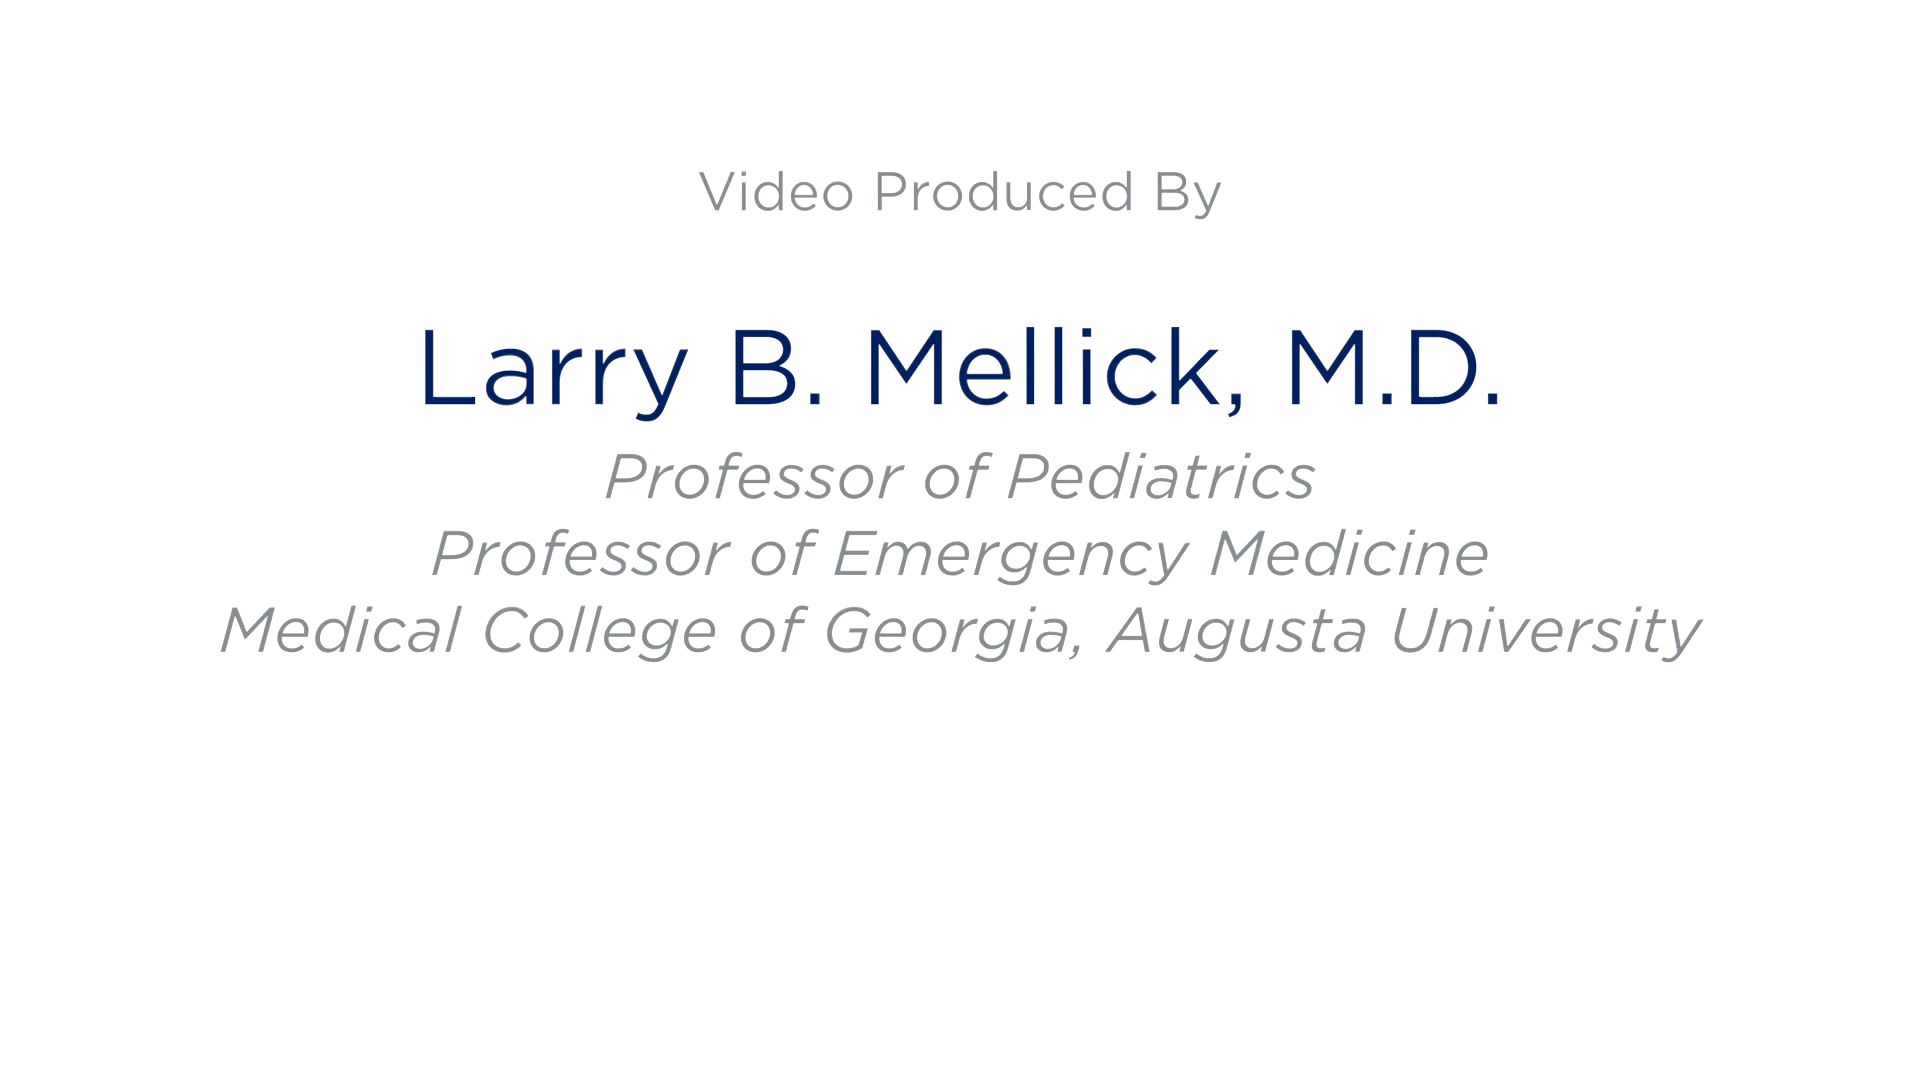 Video Produced By
Larry B. Mellick, M.D.
Professor of Pediatrics
Professor of Emergency Medicine
Medical College of Georgia, Augusta University